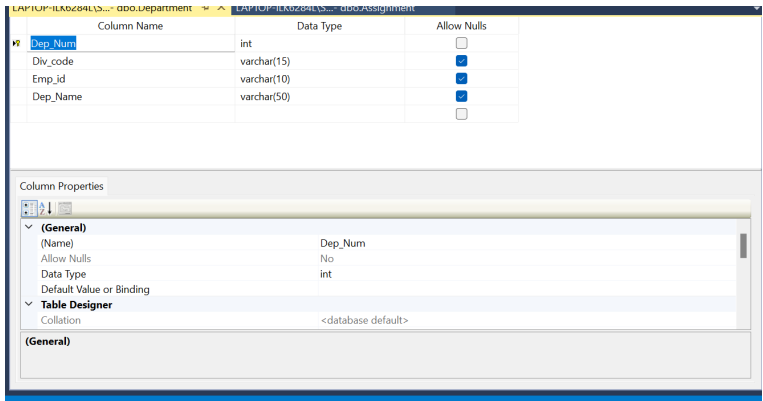 LAPTOP-ILK6284L\S...- dbo.Department LAPTOP-ILK6284L\S...- dbo.Assignment
Column Name Data Type Allow Nulls
Dep_Num int
Div_code varchar(15)
Emp_id varchar(10)
Dep_Name varchar(50)
Column Properties
(General)
(Name) Dep_Num
Allow Nulls No
Data Type int
Default Value or Binding
Table Designer
Collation <database default>
(General)